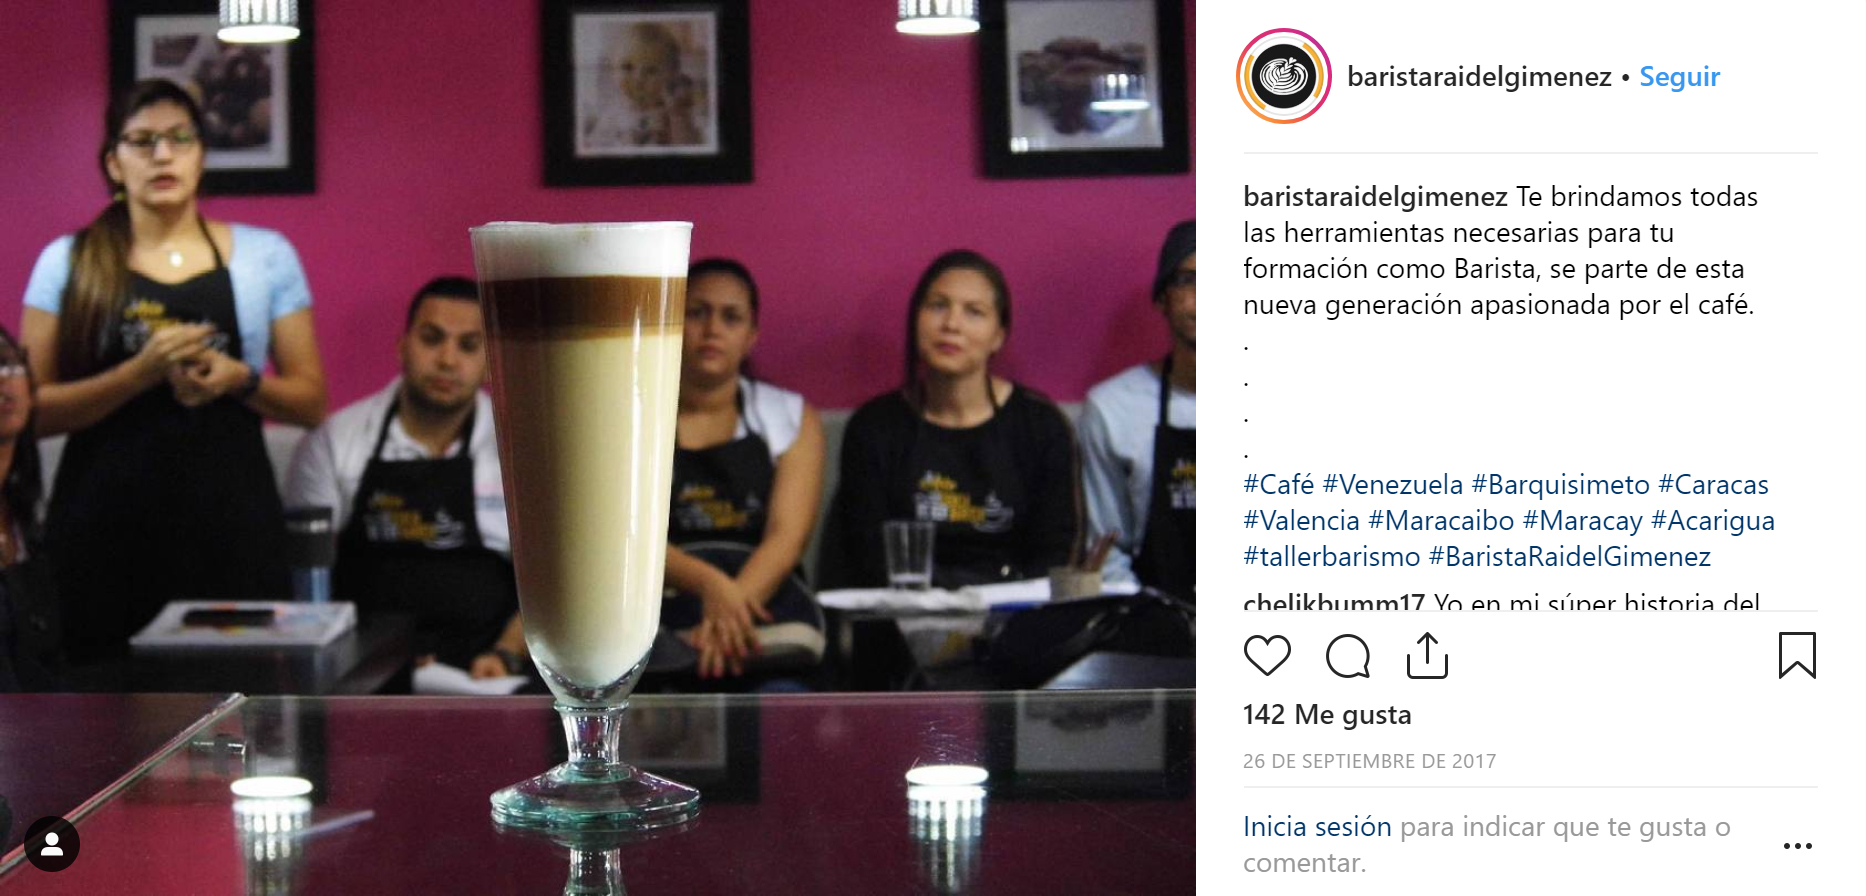 baristaraidelgimenez • Seguir
baristaraidelgimenez Te brindamos todas
las herramientas necesarias para tu
formación como Barista, se parte de esta
nueva generación apasionada por el café.
.
.
.
.
#Café #Venezuela #Barquisimeto #Caracas
#Valencia #Maracaibo #Maracay #Acarigua
#tallerbarismo #BaristaRaidelGimenez
chelikbumm17 Yo en mi súper historia del
142 Me gusta
26 DE SEPTIEMBRE DE 2017
Inicia sesión para indicar que te gusta o
comentar.